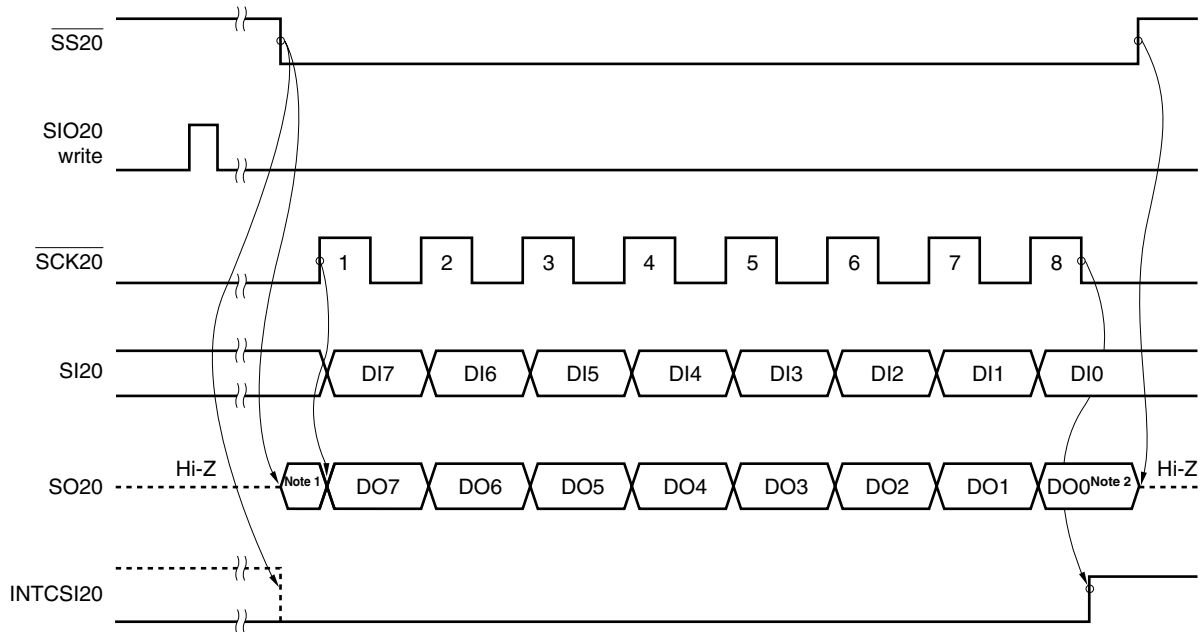 SS20
SIO20
write
SCK20
1 2 3 4 5 6 7 8
SI20
DI7 DI6 DI5 DI4 DI3 DI2 DI1 DI0
Hi-Z
Hi-Z
SO20
Note 1 DO7 DO6 DO5 DO4 DO3 DO2 DO1 DO0 Note 2
INTCSI20